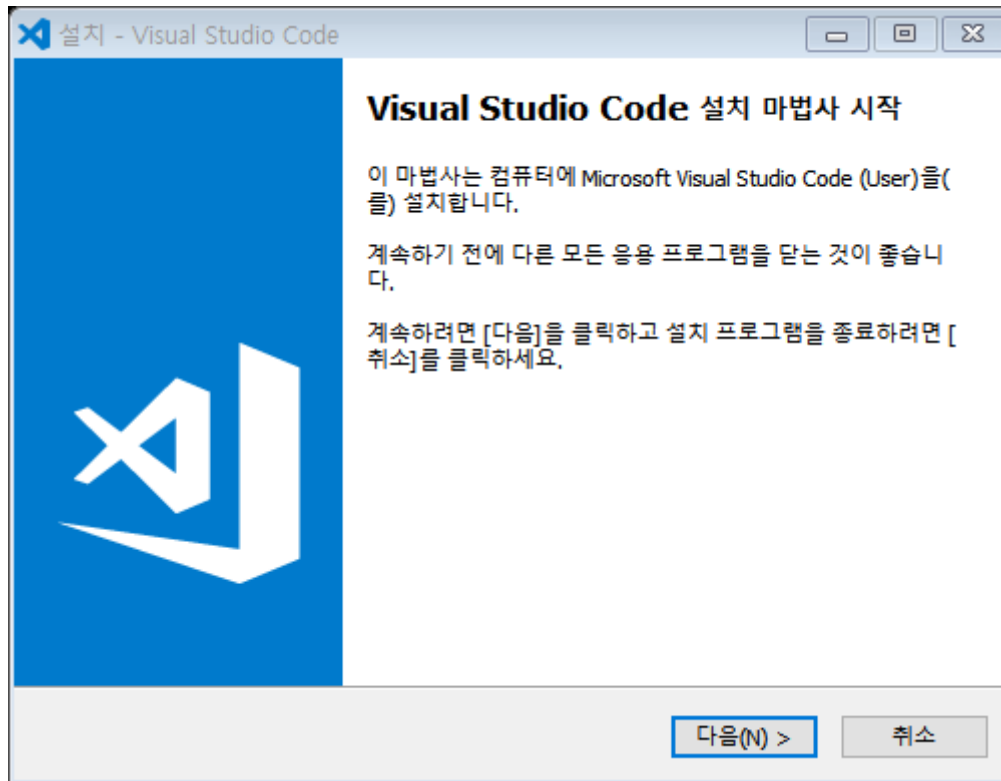 설치 - Visual Studio Code
Visual Studio Code 설치 마법사 시작
이 마법사는 컴퓨터에 Microsoft Visual Studio Code (User)을(
를) 설치합니다.
계속하기 전에 다른 모든 응용 프로그램을 닫는 것이 좋습니
다.
계속하려면 [다음]을 클릭하고 설치 프로그램을 종료하려면 [
취소]를 클릭하세요.
다음(N) >
취소